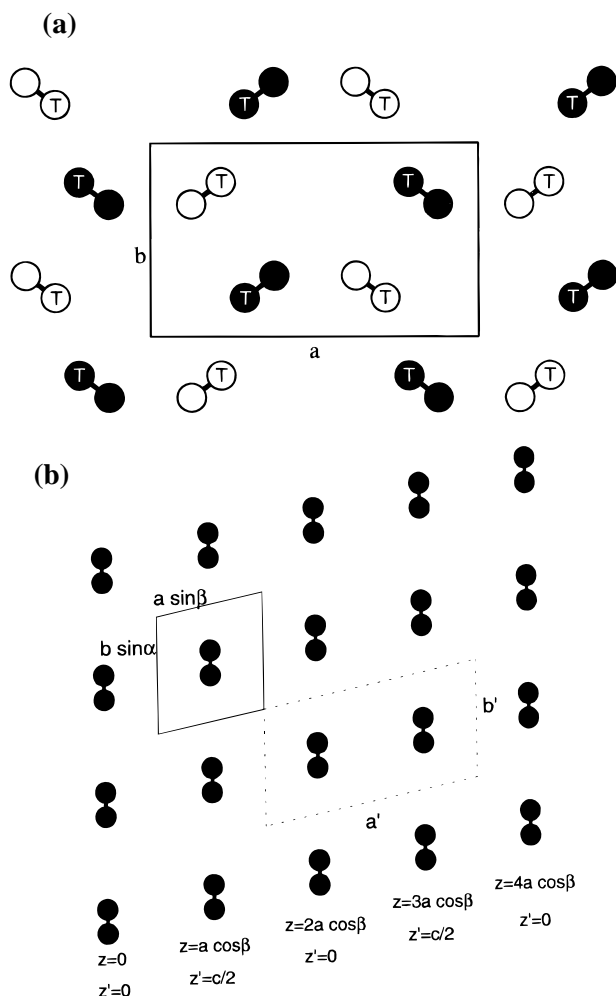 (a)
T T T T
T T T T
b
T T T T
a
T T T T
(b)
a sinβ
b sinα
b'
a'
z=0 z=a cosβ z=2a cosβ z=3a cosβ z=4a cosβ
z'=0 z'=c/2 z'=0 z'=c/2 z'=0